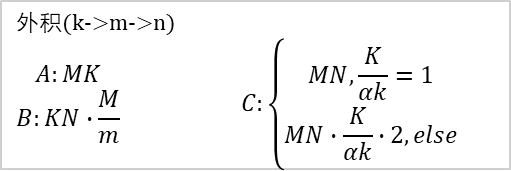 外积(k->m->n)
A: MK
B: KN · M/m
C: { MN, K/αk = 1
MN · K/αk · 2, else